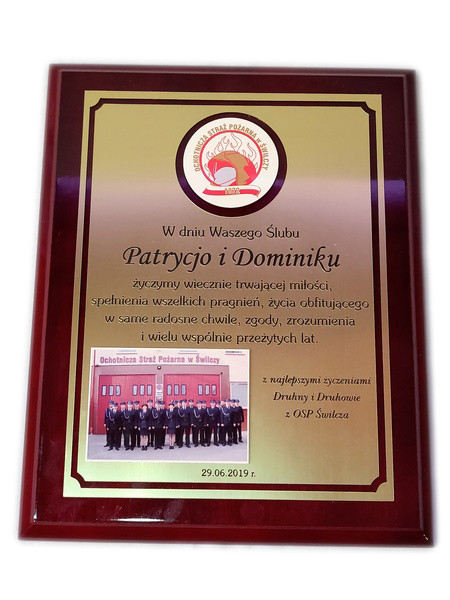 OCHOTNICZA STRAŻ POŻARNA w ŚWILCZY
W dniu Waszego Ślubu
Patrycjo i Dominiku
życzymy wiecznie trwającej miłości,
spełnienia wszelkich pragnień, życia obfitującego
w same radosne chwile, zgody, zrozumienia
i wielu wspólnie przeżytych lat.
Ochotnicza Straż Pożarna w Świlczy
z najlepszymi życzeniami
Druhny i Druhowie
z OSP Świlcza
29.06.2019 r.